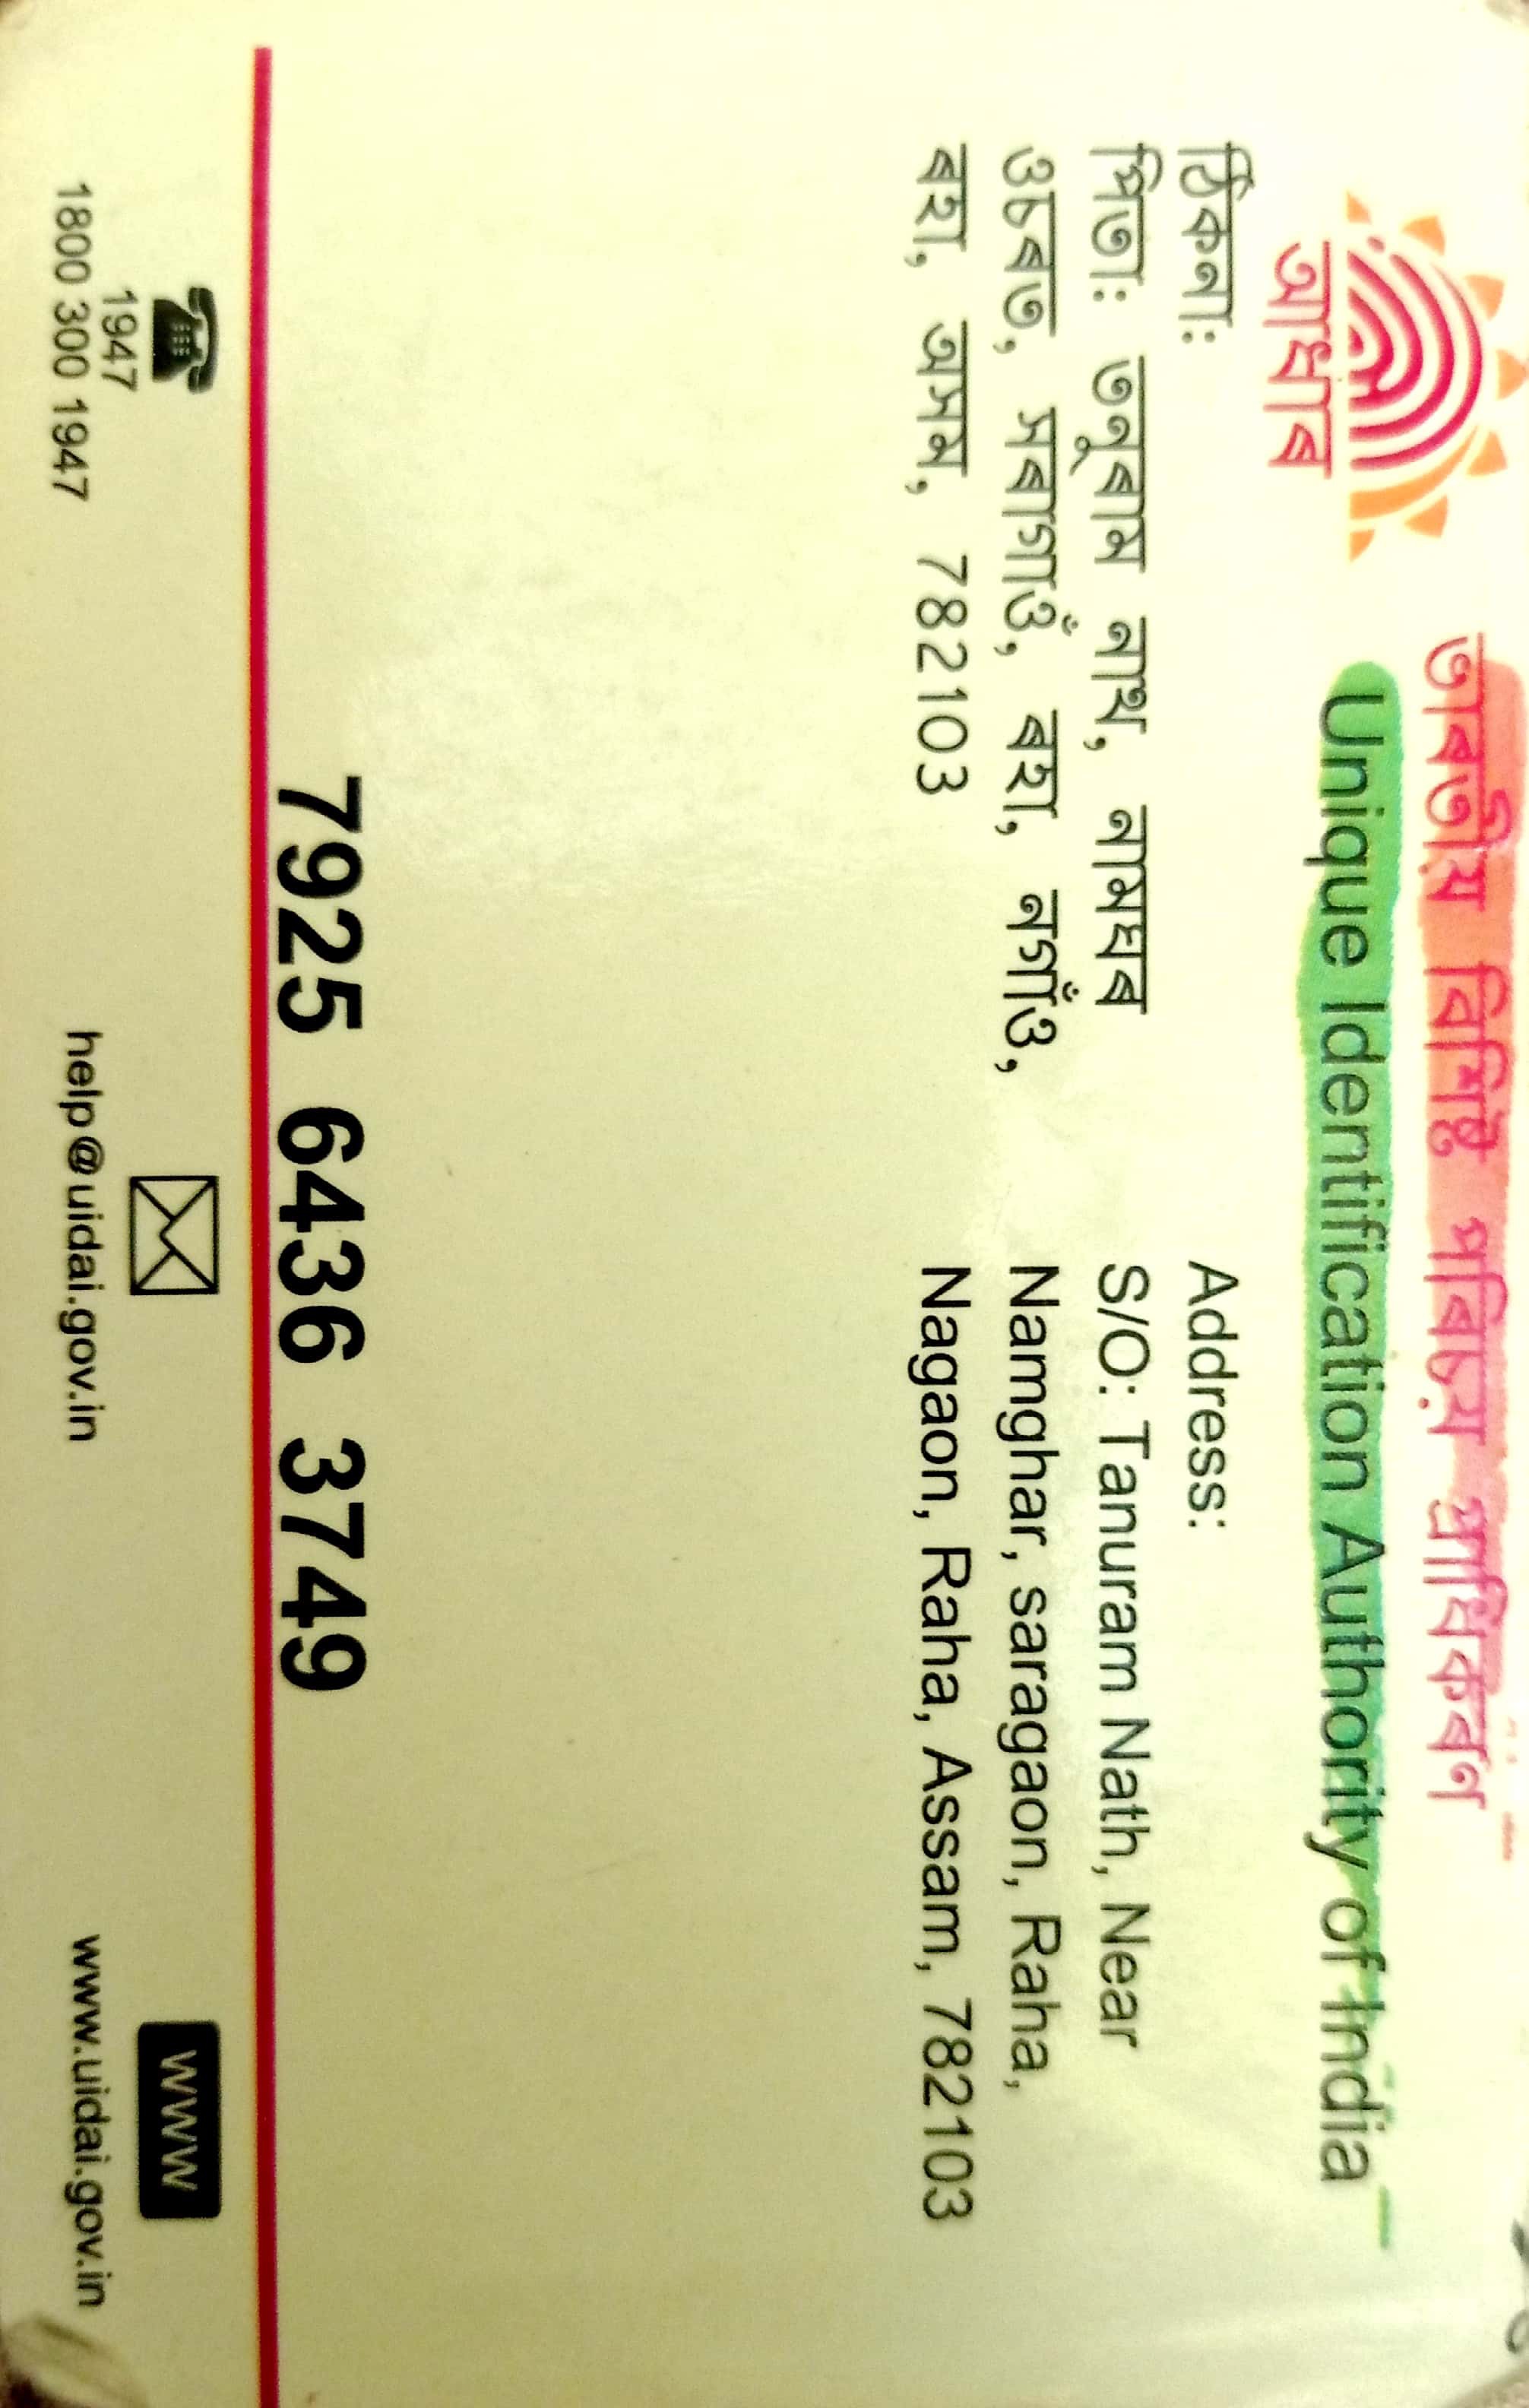 ভাৰতীয় বিশিষ্ট পৰিচয় প্ৰাধিকৰণ
Unique Identification Authority of India
আধাৰ
ঠিকনাঃ
পিতাঃ তনুৰাম নাথ, নামঘৰ
ওচৰত, সৰাগাওঁ, ৰহা, নগাঁও,
ৰহা, অসম, 782103
Address:
S/O: Tanuram Nath, Near
Namghar, saragaon, Raha,
Nagaon, Raha, Assam, 782103
7925 6436 3749
1947
1800 300 1947
help@uidai.gov.in
www
www.uidai.gov.in